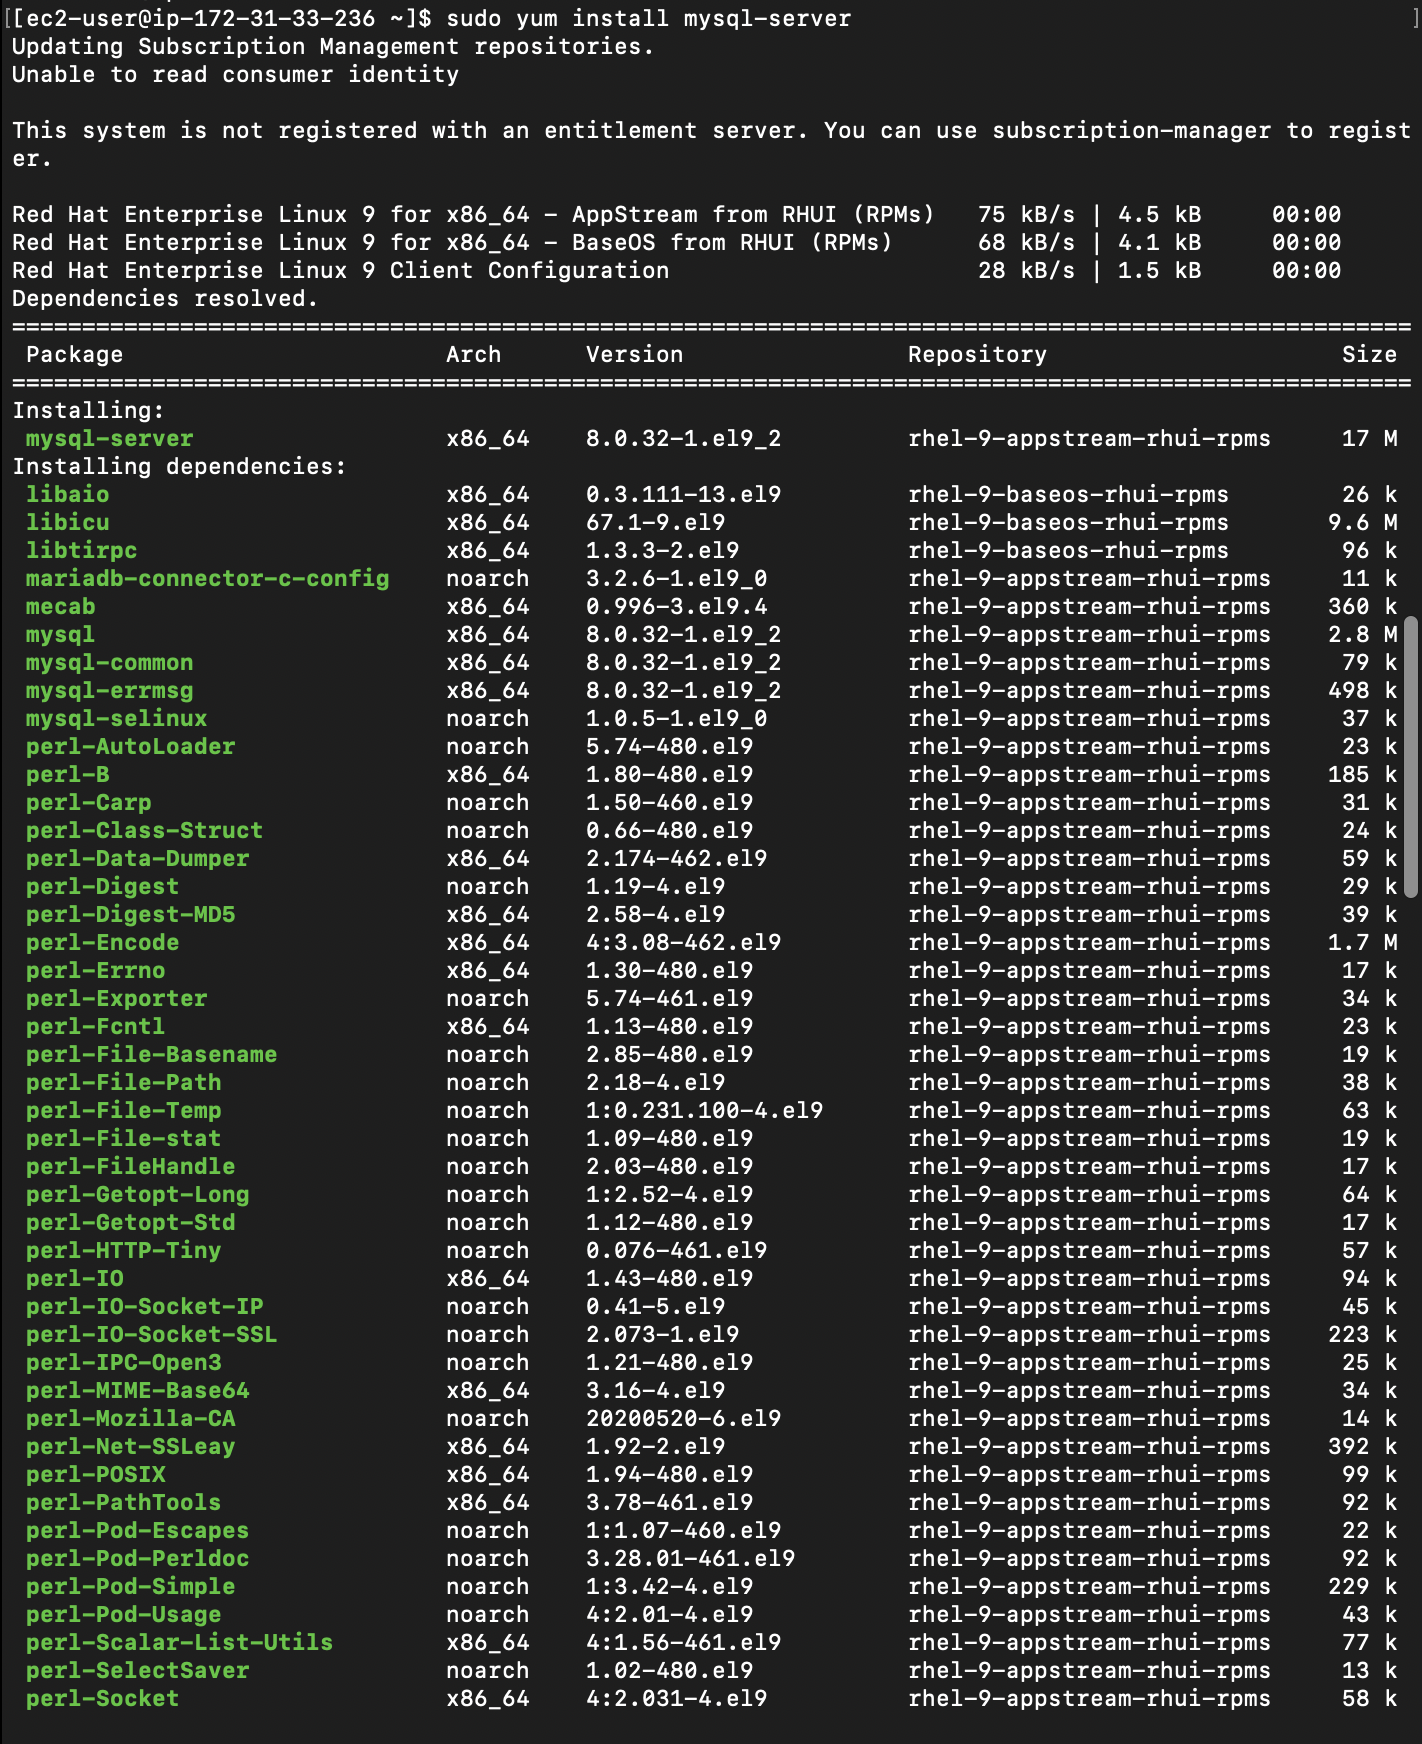 [[ec2-user@ip-172-31-33-236 ~]$ sudo yum install mysql-server ]
Updating Subscription Management repositories.
Unable to read consumer identity
This system is not registered with an entitlement server. You can use subscription-manager to regist
er.
Red Hat Enterprise Linux 9 for x86_64 - AppStream from RHUI (RPMs)   75 kB/s | 4.5 kB     00:00
Red Hat Enterprise Linux 9 for x86_64 - BaseOS from RHUI (RPMs)      68 kB/s | 4.1 kB     00:00
Red Hat Enterprise Linux 9 Client Configuration                      28 kB/s | 1.5 kB     00:00
Dependencies resolved.
====================================================================================================
 Package                       Arch      Version                Repository                     Size
====================================================================================================
Installing:
 mysql-server                  x86_64    8.0.32-1.el9_2         rhel-9-appstream-rhui-rpms     17 M
Installing dependencies:
 libaio                        x86_64    0.3.111-13.el9         rhel-9-baseos-rhui-rpms        26 k
 libicu                        x86_64    67.1-9.el9             rhel-9-baseos-rhui-rpms       9.6 M
 libtirpc                      x86_64    1.3.3-2.el9            rhel-9-baseos-rhui-rpms        96 k
 mariadb-connector-c-config    noarch    3.2.6-1.el9_0          rhel-9-appstream-rhui-rpms     11 k
 mecab                         x86_64    0.996-3.el9.4          rhel-9-appstream-rhui-rpms    360 k
 mysql                         x86_64    8.0.32-1.el9_2         rhel-9-appstream-rhui-rpms    2.8 M
 mysql-common                  x86_64    8.0.32-1.el9_2         rhel-9-appstream-rhui-rpms     79 k
 mysql-errmsg                  x86_64    8.0.32-1.el9_2         rhel-9-appstream-rhui-rpms    498 k
 mysql-selinux                 noarch    1.0.5-1.el9_0          rhel-9-appstream-rhui-rpms     37 k
 perl-AutoLoader               noarch    5.74-480.el9           rhel-9-appstream-rhui-rpms     23 k
 perl-B                        x86_64    1.80-480.el9           rhel-9-appstream-rhui-rpms    185 k
 perl-Carp                     noarch    1.50-460.el9           rhel-9-appstream-rhui-rpms     31 k
 perl-Class-Struct             noarch    0.66-480.el9           rhel-9-appstream-rhui-rpms     24 k
 perl-Data-Dumper              x86_64    2.174-462.el9          rhel-9-appstream-rhui-rpms     59 k
 perl-Digest                   noarch    1.19-4.el9             rhel-9-appstream-rhui-rpms     29 k
 perl-Digest-MD5               x86_64    2.58-4.el9             rhel-9-appstream-rhui-rpms     39 k
 perl-Encode                   x86_64    4:3.08-462.el9         rhel-9-appstream-rhui-rpms    1.7 M
 perl-Errno                    x86_64    1.30-480.el9           rhel-9-appstream-rhui-rpms     17 k
 perl-Exporter                 noarch    5.74-461.el9           rhel-9-appstream-rhui-rpms     34 k
 perl-Fcntl                    x86_64    1.13-480.el9           rhel-9-appstream-rhui-rpms     23 k
 perl-File-Basename            noarch    2.85-480.el9           rhel-9-appstream-rhui-rpms     19 k
 perl-File-Path                noarch    2.18-4.el9             rhel-9-appstream-rhui-rpms     38 k
 perl-File-Temp                noarch    1:0.231.100-4.el9      rhel-9-appstream-rhui-rpms     63 k
 perl-File-stat                noarch    1.09-480.el9           rhel-9-appstream-rhui-rpms     19 k
 perl-FileHandle               noarch    2.03-480.el9           rhel-9-appstream-rhui-rpms     17 k
 perl-Getopt-Long              noarch    1:2.52-4.el9           rhel-9-appstream-rhui-rpms     64 k
 perl-Getopt-Std               noarch    1.12-480.el9           rhel-9-appstream-rhui-rpms     17 k
 perl-HTTP-Tiny                noarch    0.076-461.el9          rhel-9-appstream-rhui-rpms     57 k
 perl-IO                       x86_64    1.43-480.el9           rhel-9-appstream-rhui-rpms     94 k
 perl-IO-Socket-IP             noarch    0.41-5.el9             rhel-9-appstream-rhui-rpms     45 k
 perl-IO-Socket-SSL            noarch    2.073-1.el9            rhel-9-appstream-rhui-rpms    223 k
 perl-IPC-Open3                noarch    1.21-480.el9           rhel-9-appstream-rhui-rpms     25 k
 perl-MIME-Base64              x86_64    3.16-4.el9             rhel-9-appstream-rhui-rpms     34 k
 perl-Mozilla-CA               noarch    20200520-6.el9         rhel-9-appstream-rhui-rpms     14 k
 perl-Net-SSLeay               x86_64    1.92-2.el9             rhel-9-appstream-rhui-rpms    392 k
 perl-POSIX                    x86_64    1.94-480.el9           rhel-9-appstream-rhui-rpms     99 k
 perl-PathTools                x86_64    3.78-461.el9           rhel-9-appstream-rhui-rpms     92 k
 perl-Pod-Escapes              noarch    1:1.07-460.el9         rhel-9-appstream-rhui-rpms     22 k
 perl-Pod-Perldoc              noarch    3.28.01-461.el9        rhel-9-appstream-rhui-rpms     92 k
 perl-Pod-Simple               noarch    1:3.42-4.el9           rhel-9-appstream-rhui-rpms    229 k
 perl-Pod-Usage                noarch    4:2.01-4.el9           rhel-9-appstream-rhui-rpms     43 k
 perl-Scalar-List-Utils        x86_64    4:1.56-461.el9         rhel-9-appstream-rhui-rpms     77 k
 perl-SelectSaver              noarch    1.02-480.el9           rhel-9-appstream-rhui-rpms     13 k
 perl-Socket                   x86_64    4:2.031-4.el9          rhel-9-appstream-rhui-rpms     58 k